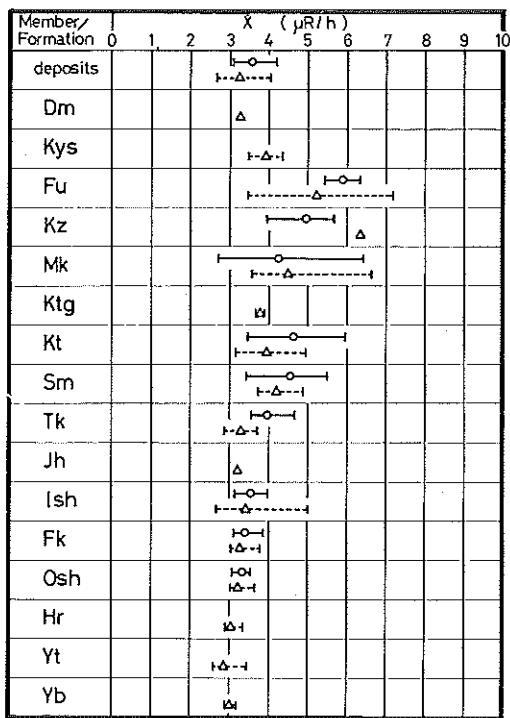 Member/ Ẋ (μR/h)
Formation 0 1 2 3 4 5 6 7 8 9 10
deposits
Dm
Kys
Fu
Kz
Mk
Ktg
Kt
Sm
Tk
Jh
Ish
Fk
Osh
Hr
Yt
Yb